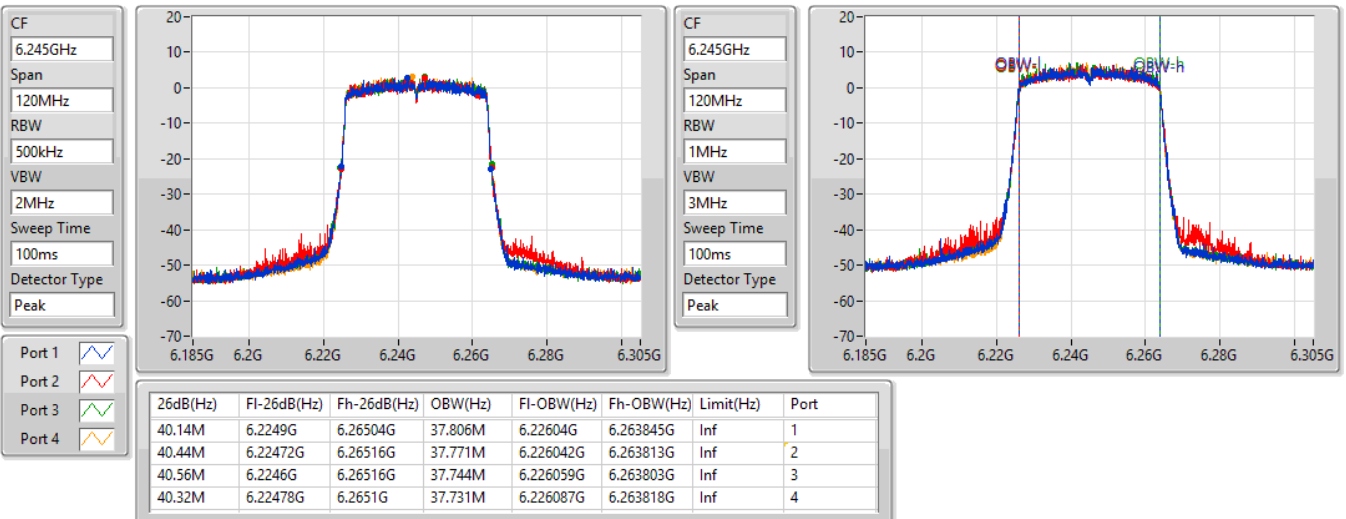 CF
6.245GHz
Span
120MHz
RBW
500kHz
VBW
2MHz
Sweep Time
100ms
Detector Type
Peak
Port 1
Port 2
Port 3
Port 4
20
10
0
-10
-20
-30
-40
-50
-60
-70
6.185G 6.2G 6.22G 6.24G 6.26G 6.28G 6.305G
CF
6.245GHz
Span
120MHz
RBW
1MHz
VBW
3MHz
Sweep Time
100ms
Detector Type
Peak
20
10
0
-10
-20
-30
-40
-50
-60
-70
OBW-l OBW-h
6.185G 6.2G 6.22G 6.24G 6.26G 6.28G 6.305G
26dB(Hz) Fl-26dB(Hz) Fh-26dB(Hz) OBW(Hz) Fl-OBW(Hz) Fh-OBW(Hz) Limit(Hz) Port
40.14M 6.2249G 6.26504G 37.806M 6.22604G 6.263845G Inf 1
40.44M 6.22472G 6.26516G 37.771M 6.226042G 6.263813G Inf 2
40.56M 6.2246G 6.26516G 37.744M 6.226059G 6.263803G Inf 3
40.32M 6.22478G 6.2651G 37.731M 6.226087G 6.263818G Inf 4